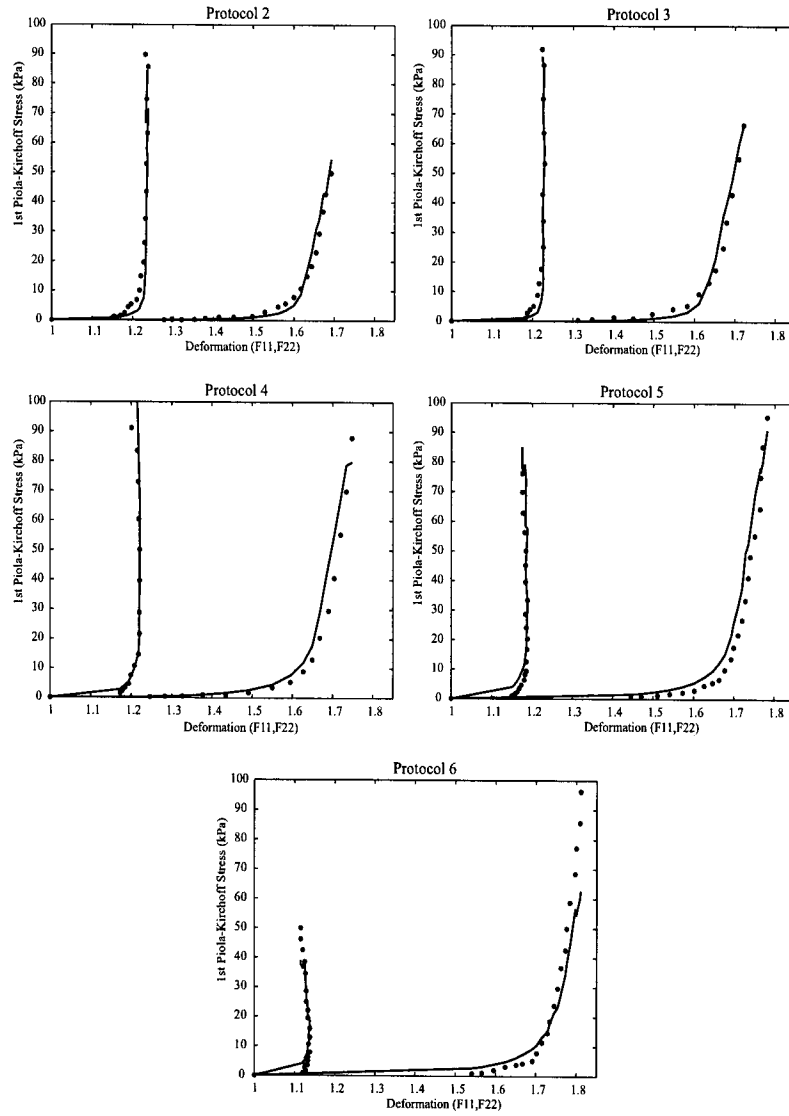 Protocol 2
1st Piola-Kirchoff Stress (kPa)
100
90
80
70
60
50
40
30
20
10
0
1 1.1 1.2 1.3 1.4 1.5 1.6 1.7 1.8
Deformation (F11,F22)
Protocol 3
1st Piola-Kirchoff Stress (kPa)
100
90
80
70
60
50
40
30
20
10
0
1 1.1 1.2 1.3 1.4 1.5 1.6 1.7 1.8
Deformation (F11,F22)
Protocol 4
1st Piola-Kirchoff Stress (kPa)
100
90
80
70
60
50
40
30
20
10
0
1 1.1 1.2 1.3 1.4 1.5 1.6 1.7 1.8
Deformation (F11,F22)
Protocol 5
1st Piola-Kirchoff Stress (kPa)
100
90
80
70
60
50
40
30
20
10
0
1 1.1 1.2 1.3 1.4 1.5 1.6 1.7 1.8
Deformation (F11,F22)
Protocol 6
1st Piola-Kirchoff Stress (kPa)
100
90
80
70
60
50
40
30
20
10
0
1 1.1 1.2 1.3 1.4 1.5 1.6 1.7 1.8
Deformation (F11,F22)